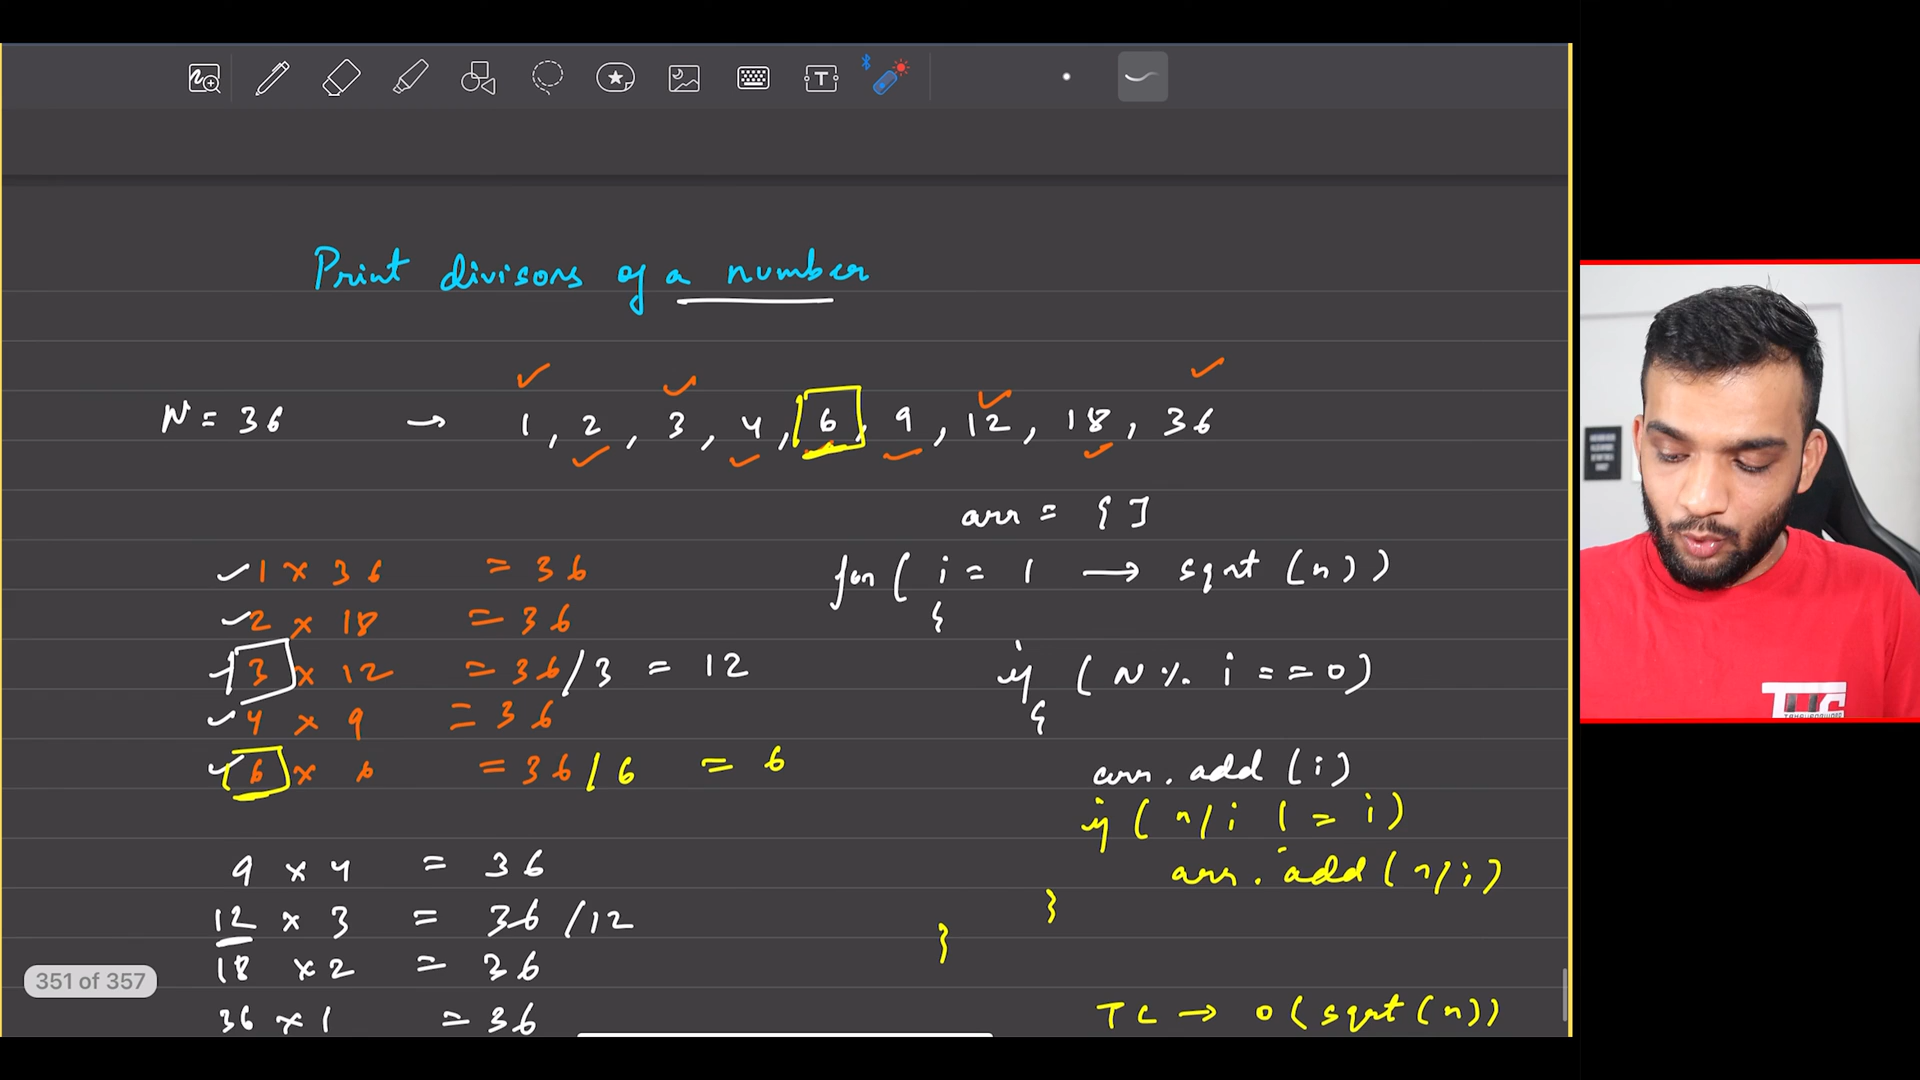 Print divisons of a number
N = 36 → 1, 2, 3, 4, 6, 9, 12, 18, 36
arr = { ]
1 × 36 = 36
for ( i = 1 → sqrt (n))
{
2 × 18 = 36
3 × 12 = 36/3 = 12
if ( N % i == 0)
{
4 × 9 = 36
6 × 6 = 36/6 = 6
arr. add (i)
if ( n/i != i)
9 × 4 = 36
arr. add ( n/i)
}
12 × 3 = 36 /12
}
18 × 2 = 36
351 of 357
36 × 1 = 36
TC → O( sqrt (n))